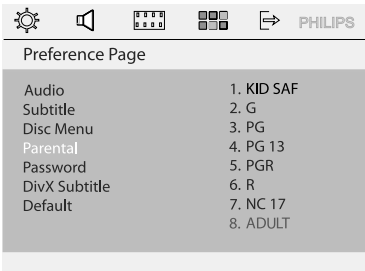 PHILIPS
Preference Page
Audio
Subtitle
Disc Menu
Parental
Password
DivX Subtitle
Default
1. KID SAF
2. G
3. PG
4. PG 13
5. PGR
6. R
7. NC 17
8. ADULT